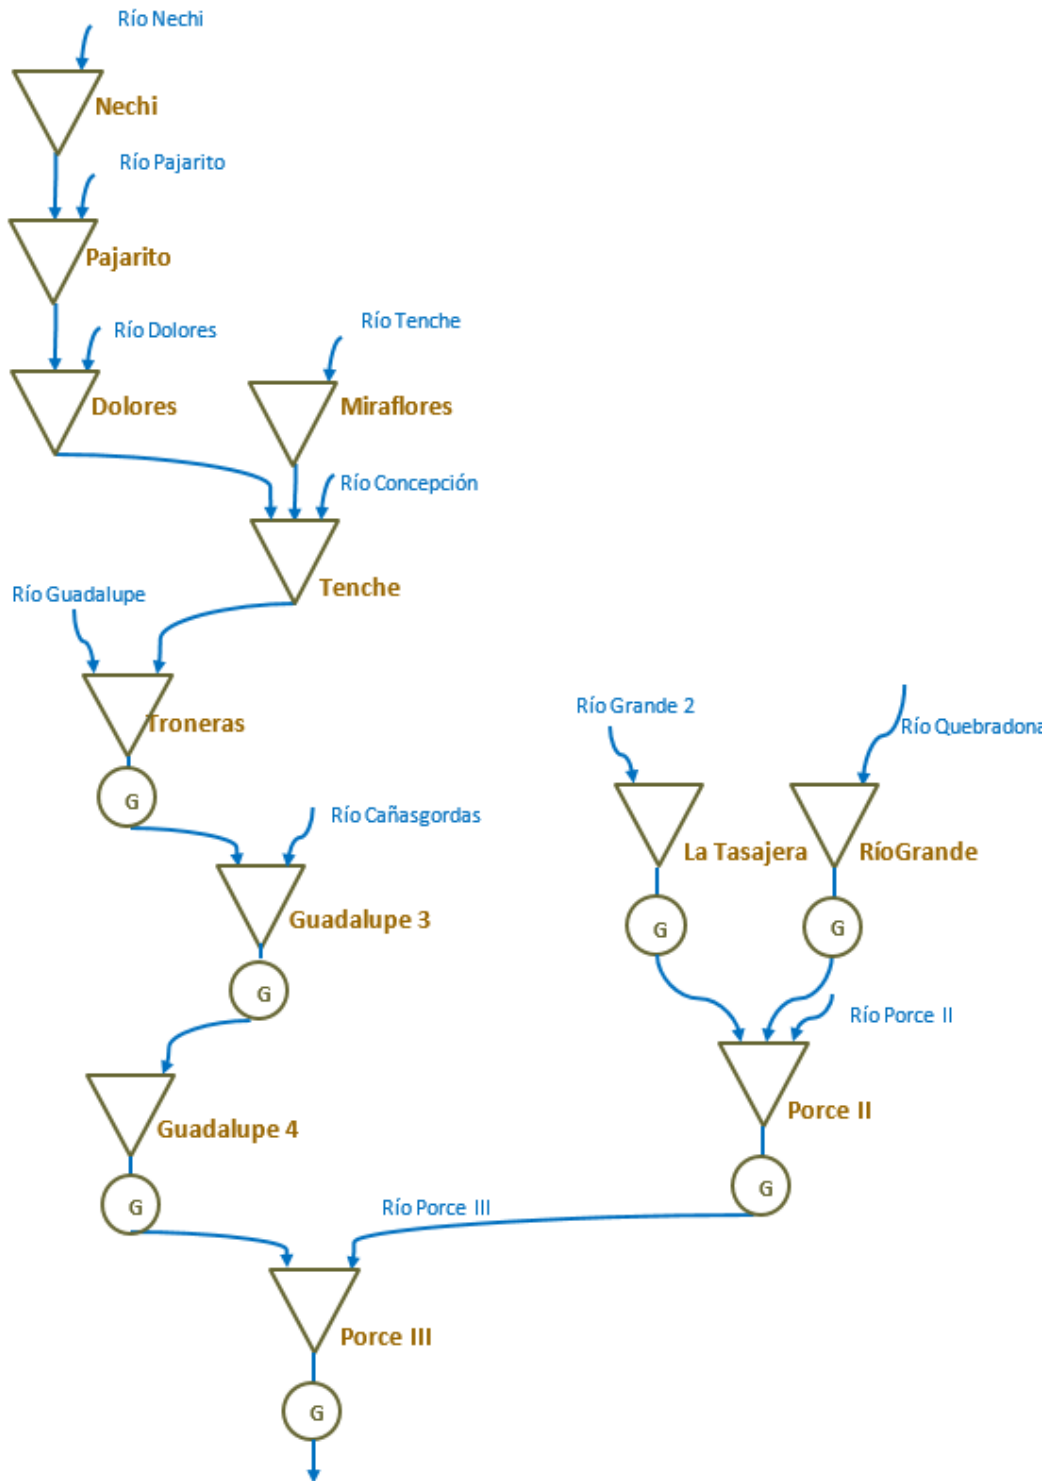 Río Nechi
Nechi
Río Pajarito
Pajarito
Río Dolores
Río Tenche
Dolores
Miraflores
Río Concepción
Tenche
Río Guadalupe
Troneras
Río Grande 2
Río Quebradona
G
Río Cañasgordas
La Tasajera
RíoGrande
Guadalupe 3
G
G
G
Río Porce II
Porce II
Guadalupe 4
G
G
Río Porce III
Porce III
G